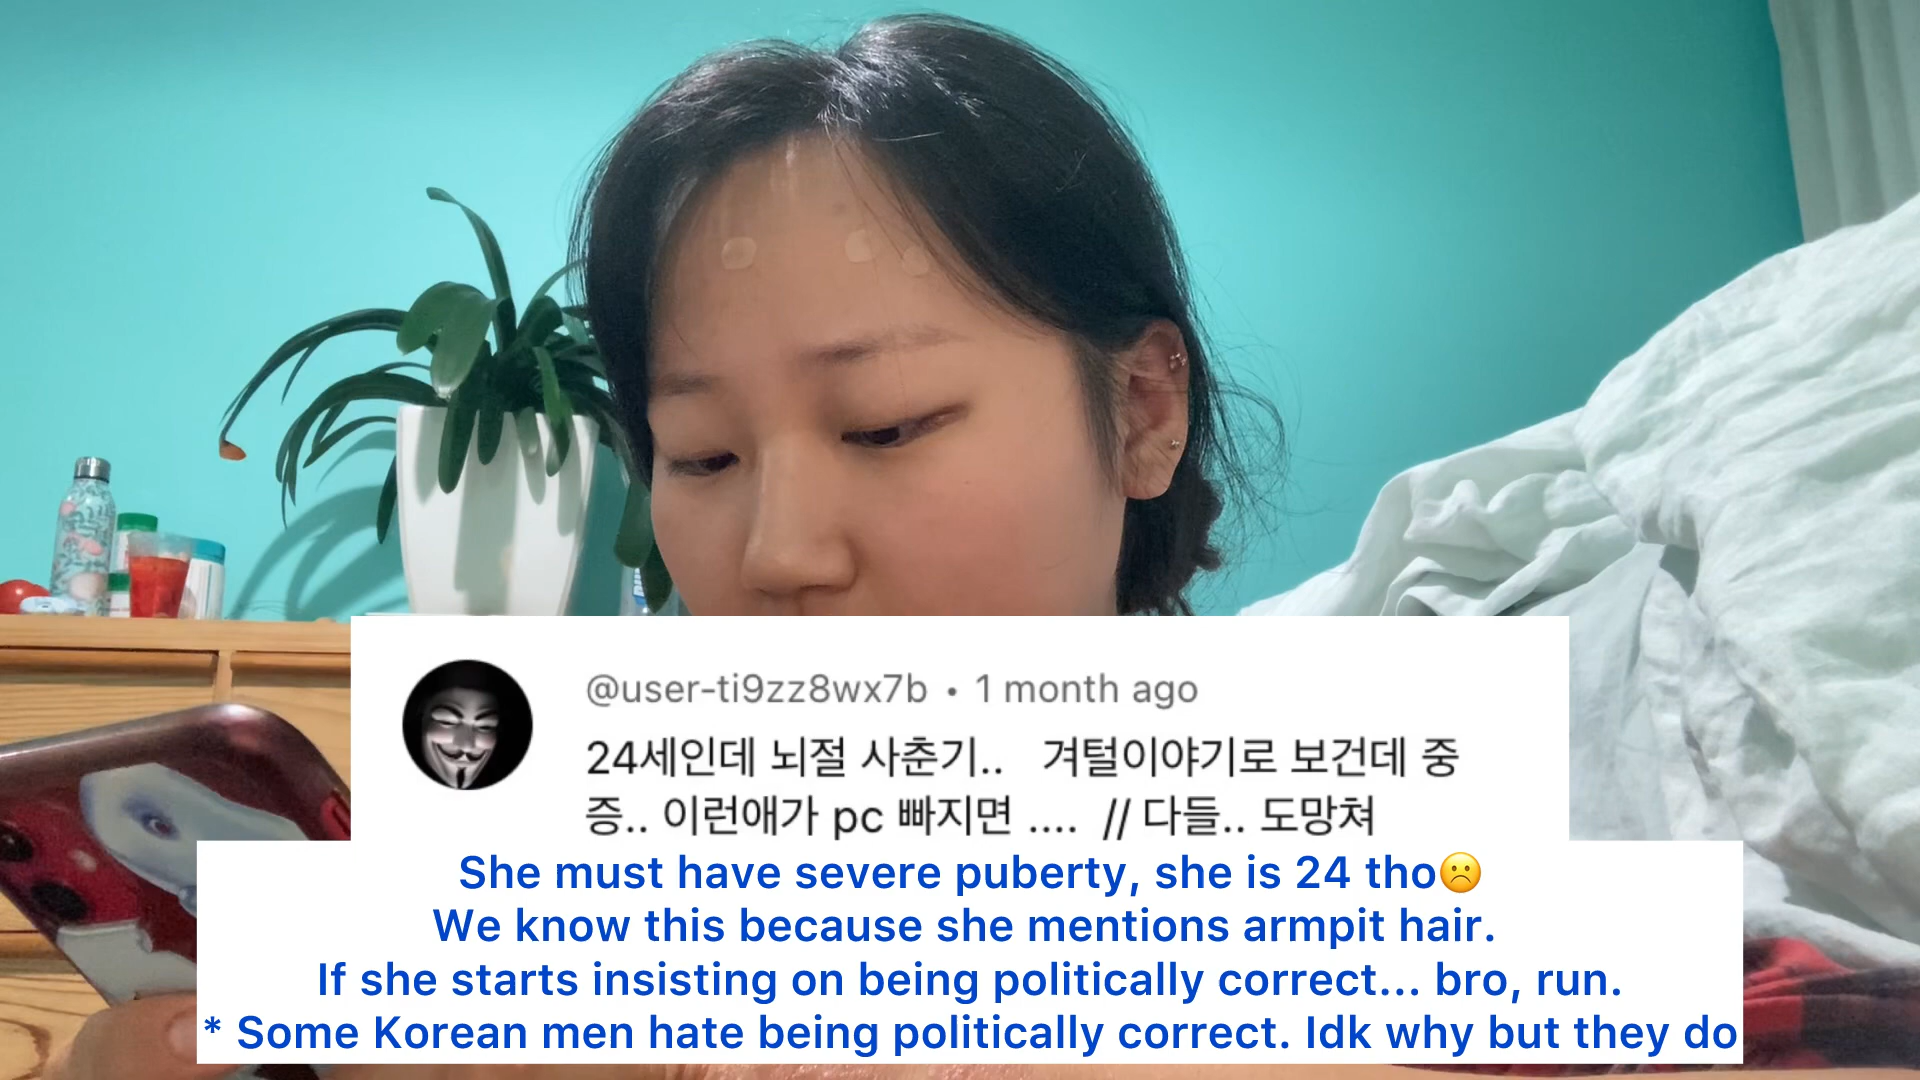 @user-ti9zz8wx7b • 1 month ago
24세인데 뇌절 사춘기.. 겨털이야기로 보건데 중
증.. 이런애가 pc 빠지면 .... // 다들.. 도망쳐
She must have severe puberty, she is 24 tho☹️
We know this because she mentions armpit hair.
If she starts insisting on being politically correct... bro, run.
* Some Korean men hate being politically correct. Idk why but they do